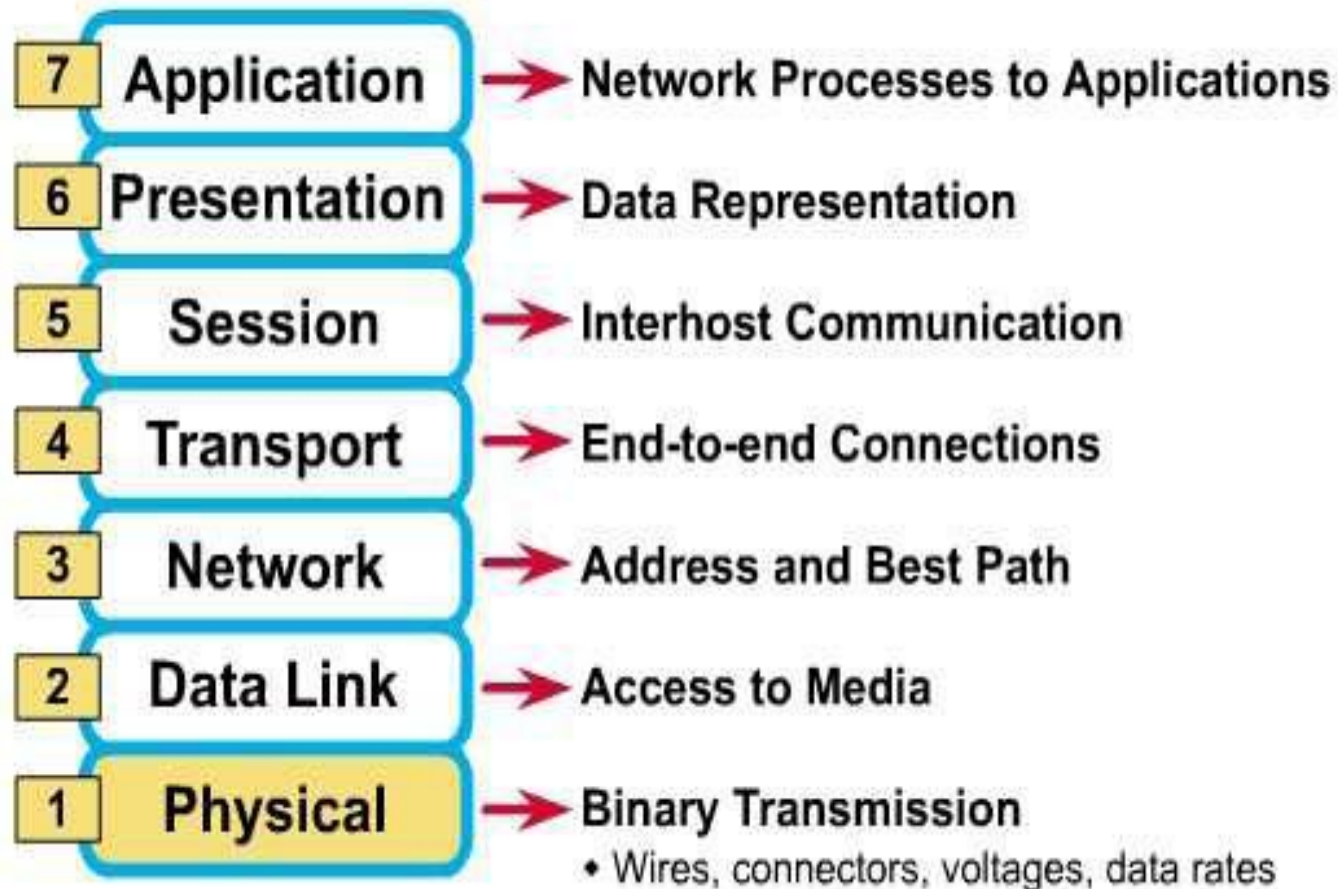 7 Application Network Processes to Applications
6 Presentation Data Representation
5 Session Interhost Communication
4 Transport End-to-end Connections
3 Network Address and Best Path
2 Data Link Access to Media
1 Physical Binary Transmission
• Wires, connectors, voltages, data rates